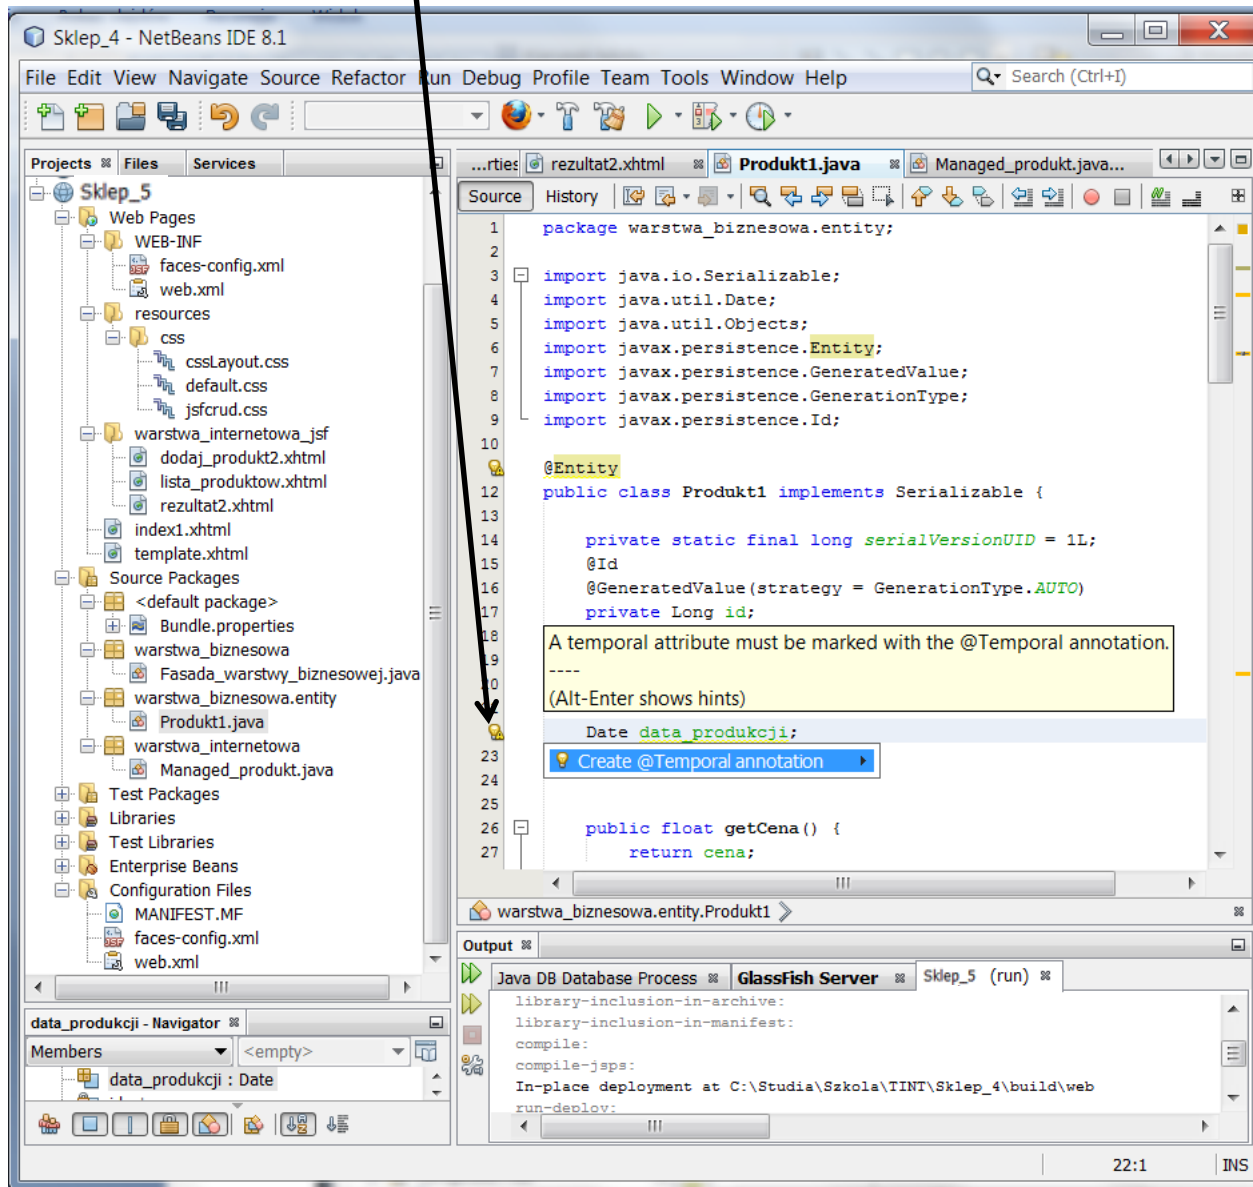 Sklep_4 - NetBeans IDE 8.1
File Edit View Navigate Source Refactor Run Debug Profile Team Tools Window Help
Search (Ctrl+I)
Projects Files Services
Sklep_5
Web Pages
WEB-INF
faces-config.xml
web.xml
resources
css
cssLayout.css
default.css
jsfcrud.css
warstwa_internetowa_jsf
dodaj_produkt2.xhtml
lista_produktow.xhtml
rezultat2.xhtml
index1.xhtml
template.xhtml
Source Packages
<default package>
Bundle.properties
warstwa_biznesowa
Fasada_warstwy_biznesowej.java
warstwa_biznesowa.entity
Produkt1.java
warstwa_internetowa
Managed_produkt.java
Test Packages
Libraries
Test Libraries
Enterprise Beans
Configuration Files
MANIFEST.MF
faces-config.xml
web.xml
data_produkcji - Navigator
Members <empty>
data_produkcji : Date
...rties rezultat2.xhtml Produkt1.java Managed_produkt.java...
Source History
1 package warstwa_biznesowa.entity;
2
3 import java.io.Serializable;
4 import java.util.Date;
5 import java.util.Objects;
6 import javax.persistence.Entity;
7 import javax.persistence.GeneratedValue;
8 import javax.persistence.GenerationType;
9 import javax.persistence.Id;
10
@Entity
12 public class Produkt1 implements Serializable {
13
14 private static final long serialVersionUID = 1L;
15 @Id
16 @GeneratedValue(strategy = GenerationType.AUTO)
17 private Long id;
18
A temporal attribute must be marked with the @Temporal annotation.
----
(Alt-Enter shows hints)
Date data_produkcji;
23
Create @Temporal annotation
24
25
26 public float getCena() {
27 return cena;
warstwa_biznesowa.entity.Produkt1
Output
Java DB Database Process GlassFish Server Sklep_5 (run)
library-inclusion-in-archive:
library-inclusion-in-manifest:
compile:
compile-jsps:
In-place deployment at C:\Studia\Szkola\TINT\Sklep_4\build\web
run-deploy:
22:1 INS